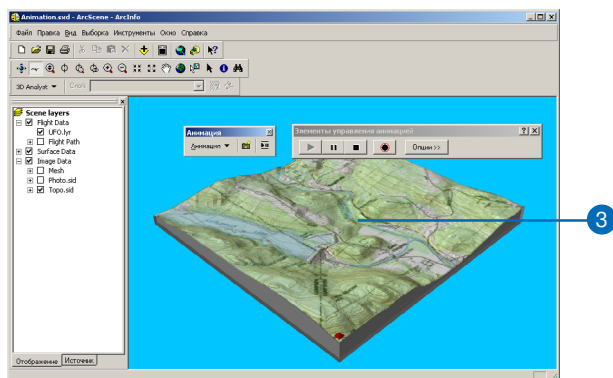 Animation.sxd - ArcScene - ArcInfo
Файл Правка Вид Выборка Инструменты Окно Справка
3D Analyst Слой:
Scene layers
Flight Data
UFO.lyr
Flight Path
Surface Data
Image Data
Mesh
Photo.sid
Topo.sid
Отображение Источник
Анимация
Анимация
Элементы управления анимацией
Опции >>
3